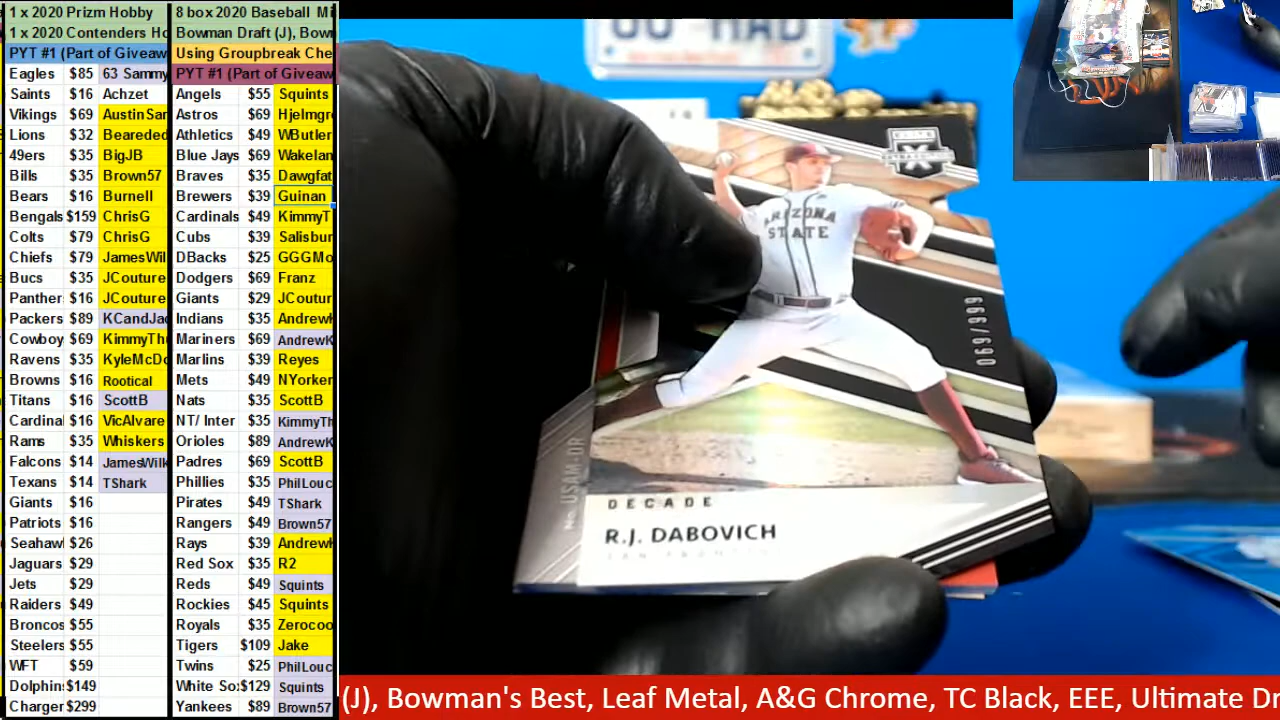 1 x 2020 Prizm Hobby
1 x 2020 Contenders Ho
PYT #1 (Part of Giveaw
Eagles $85 63 Sammy
Saints $16 Achzet
Vikings $69 AustinSar
Lions $32 Beareded
49ers $35 BigJB
Bills $35 Brown57
Bears $16 Burnell
Bengals $159 ChrisG
Colts $79 ChrisG
Chiefs $79 JamesWil
Bucs $35 JCouture
Panther $16 JCouture
Packers $89 KCandJac
Cowboy $69 KimmyTh
Ravens $35 KyleMcDo
Browns $16 Rootical
Titans $16 ScottB
Cardinal $16 VicAlvare
Rams $35 Whiskers
Falcons $14 JamesWilk
Texans $14 TShark
Giants $16
Patriots $16
Seahaw $26
Jaguars $29
Jets $29
Raiders $49
Broncos $55
Steelers $55
WFT $59
Dolphin $149
Charger $299
8 box 2020 Baseball Mi
Bowman Draft (J), Bow
Using Groupbreak Che
PYT #1 (Part of Giveaw
Angels $55 Squints
Astros $69 Hjelmgr
Athletics $49 WButler
Blue Jays $69 Wakelan
Braves $35 Dawgfat
Brewers $39 Guinan
Cardinals $49 KimmyT
Cubs $39 Salisbur
DBacks $25 GGGMo
Dodgers $69 Franz
Giants $29 JCoutur
Indians $35 Andrew
Mariners $69 AndrewK
Marlins $39 Reyes
Mets $49 NYorker
Nats $35 ScottB
NT/ Inter $35 KimmyTh
Orioles $89 AndrewK
Padres $69 ScottB
Phillies $35 PhilLouc
Pirates $49 TShark
Rangers $49 Brown57
Rays $39 Andrew
Red Sox $35 R2
Reds $49 Squints
Rockies $45 Squints
Royals $35 Zerocoo
Tigers $109 Jake
Twins $25 PhilLouc
White So $129 Squints
Yankees $89 Brown57
ELITE
X
ARIZONA
STATE
069/999
No. USAM-DR
DECADE
R.J. DABOVICH
(J), Bowman's Best, Leaf Metal, A&G Chrome, TC Black, EEE, Ultimate Dr